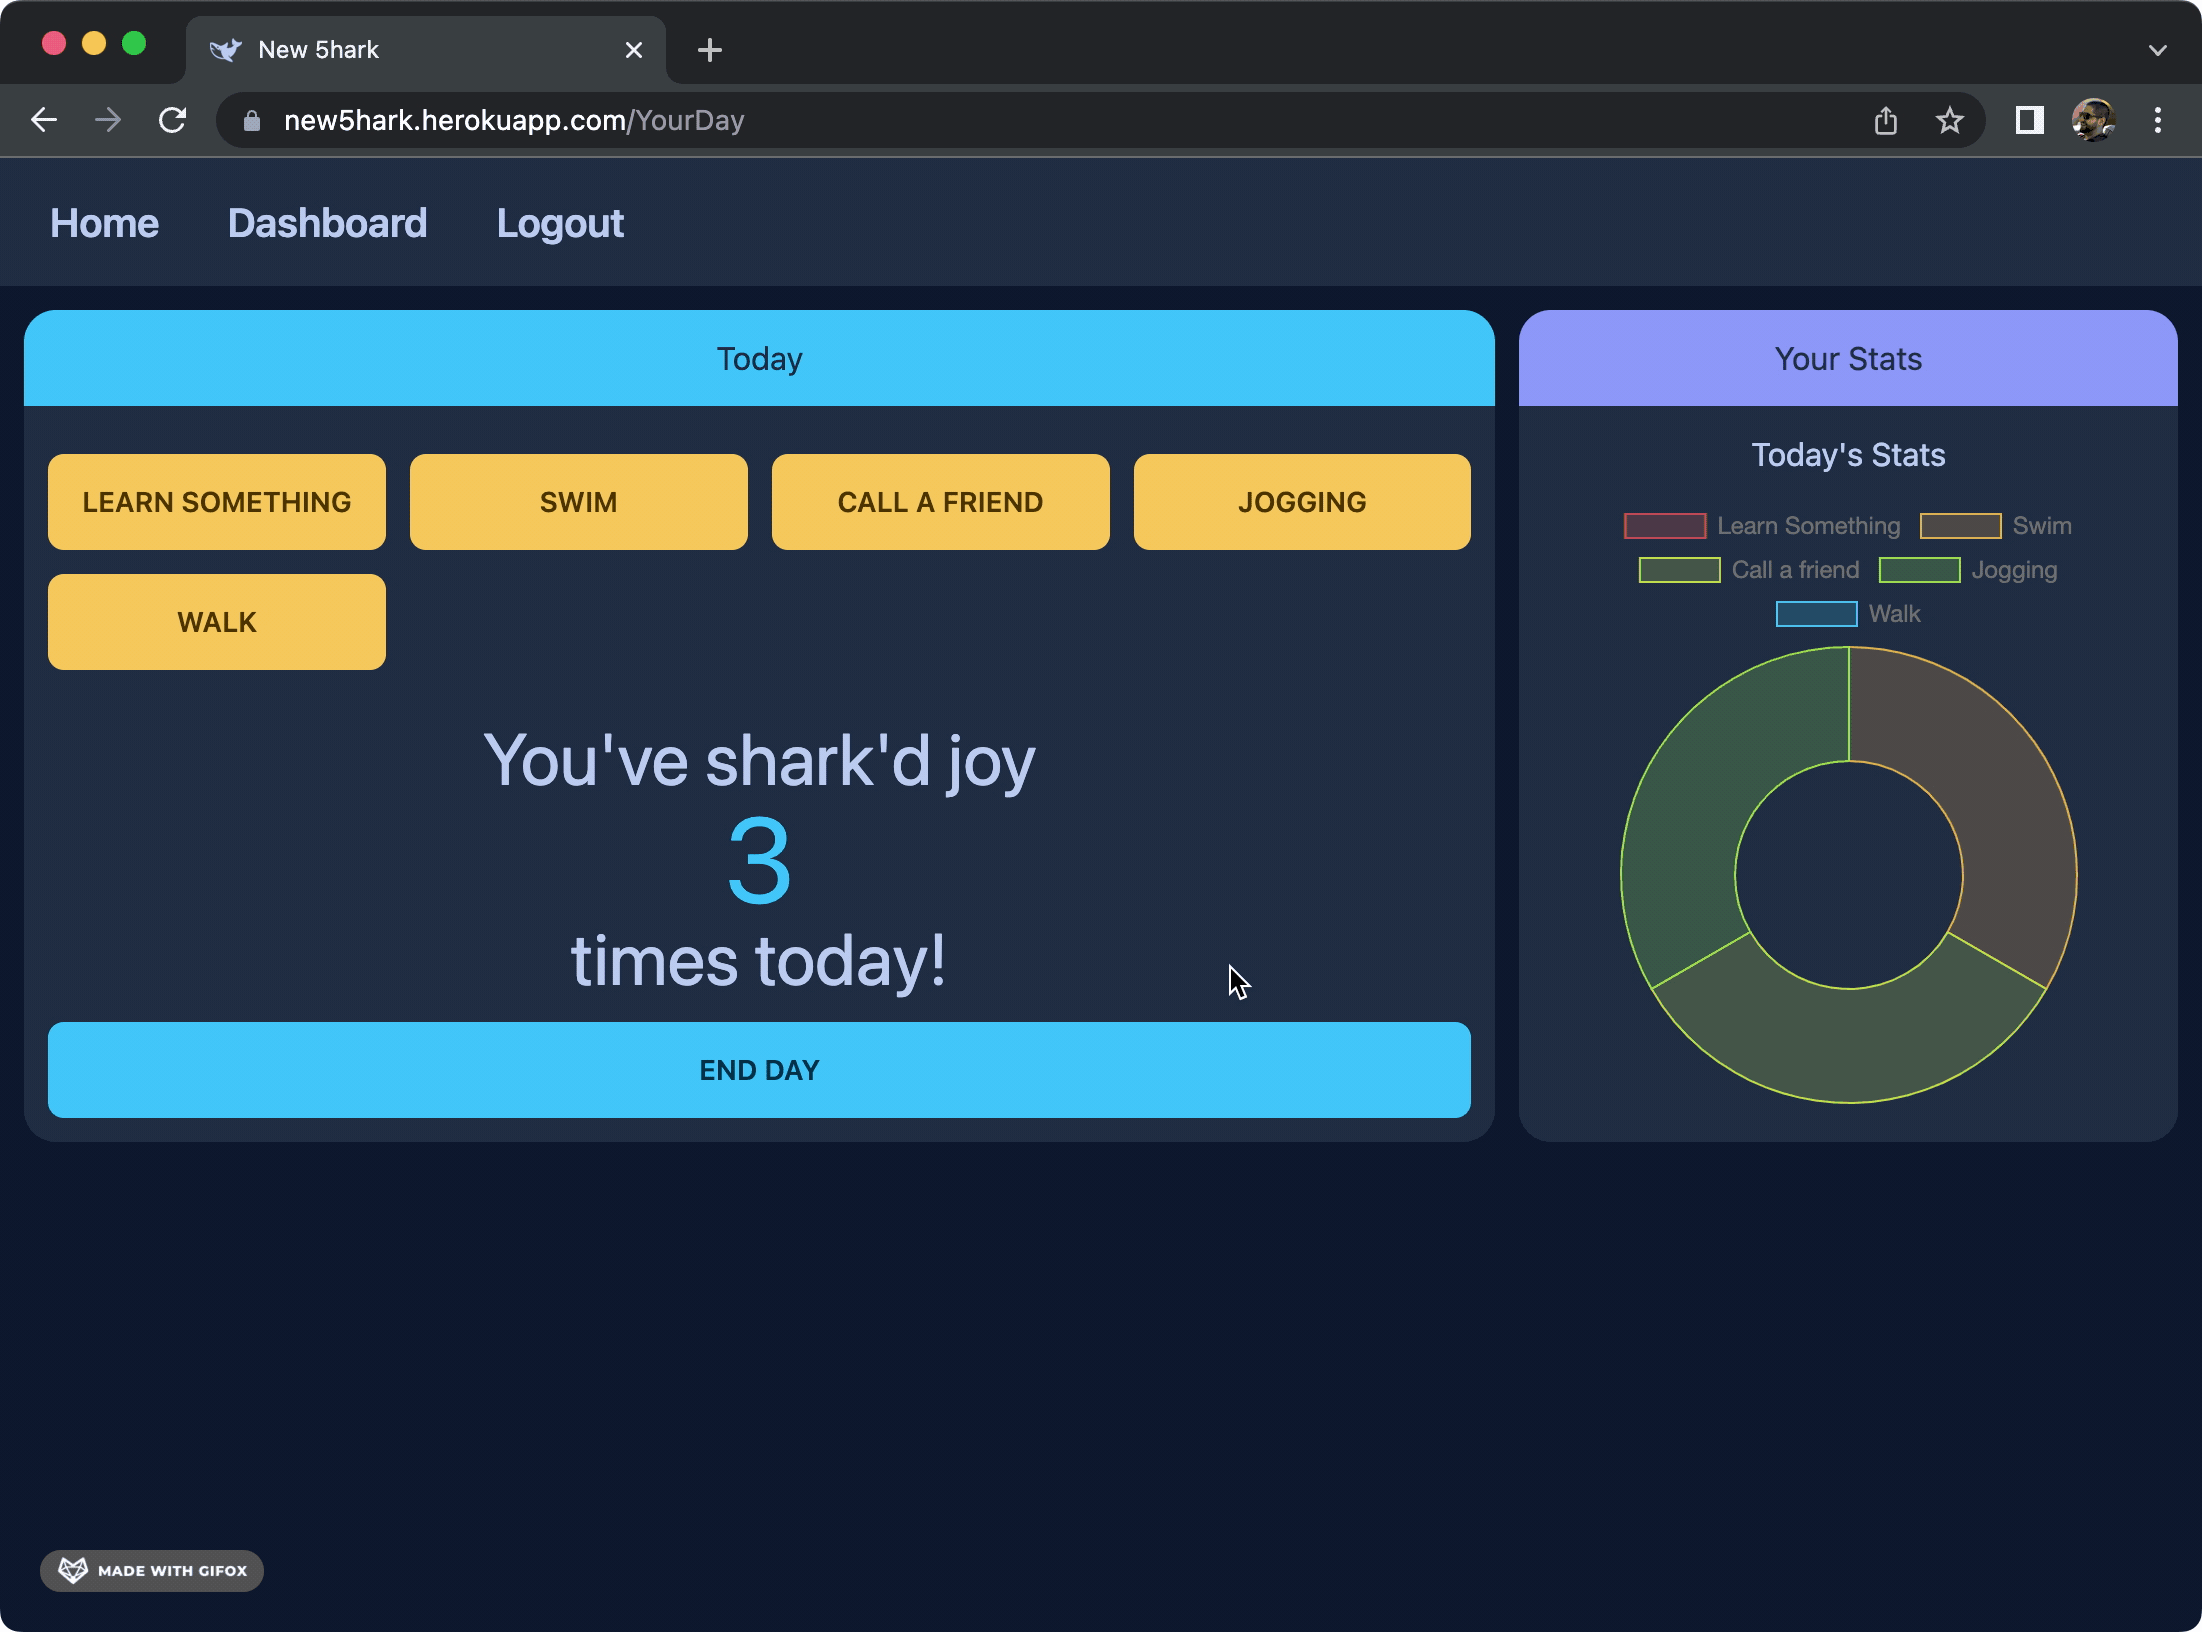 New 5hark
new5hark.herokuapp.com/YourDay
Home Dashboard Logout
Today
LEARN SOMETHING SWIM CALL A FRIEND JOGGING
WALK
You've shark'd joy
3
times today!
END DAY
Your Stats
Today's Stats
Learn Something Swim
Call a friend Jogging
Walk
MADE WITH GIFOX